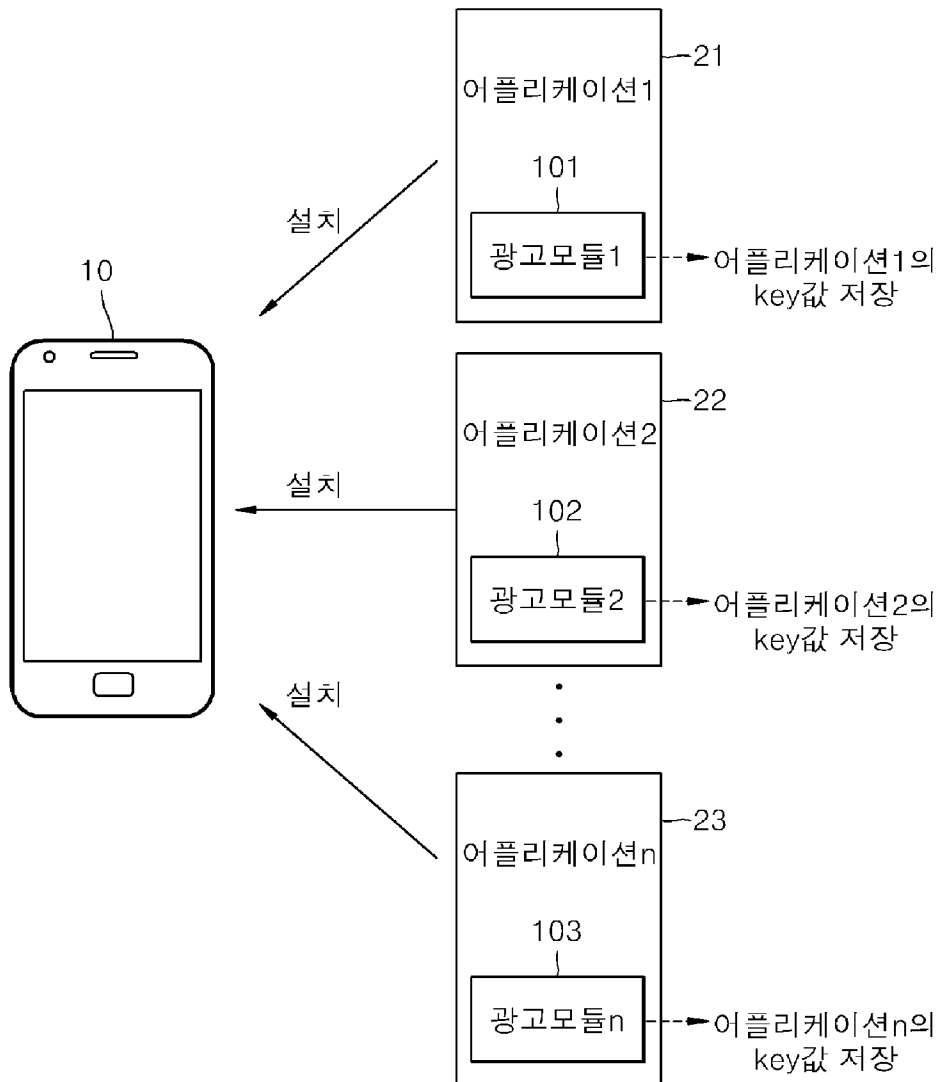 21
어플리케이션1
101
설치
광고모듈1
어플리케이션1의
key값 저장
10
22
어플리케이션2
설치
102
광고모듈2
어플리케이션2의
key값 저장
설치
23
어플리케이션n
103
광고모듈n
어플리케이션n의
key값 저장